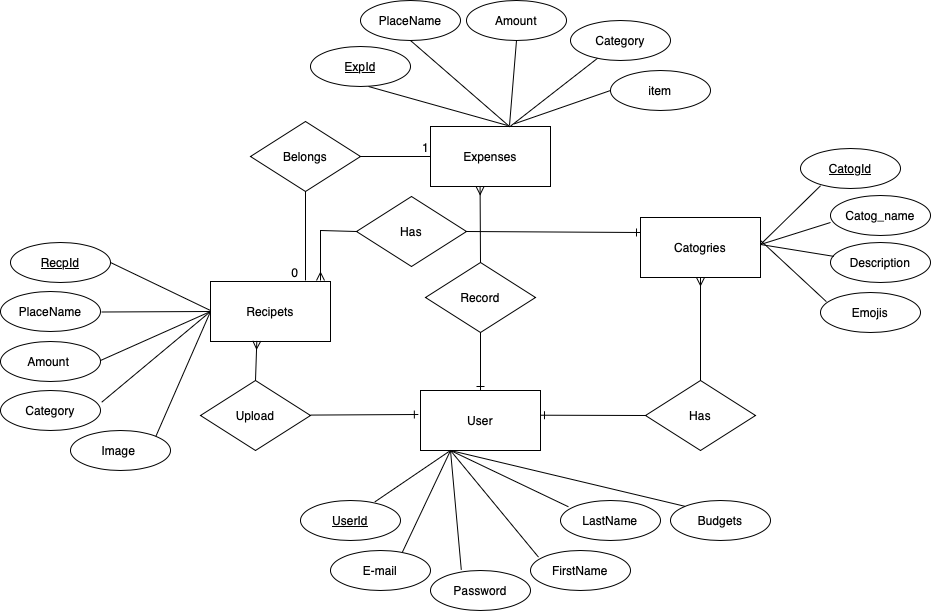 PlaceName
Amount
Category
ExpId
item
Belongs
1
Expenses
CatogId
Catog_name
Has
Catogries
Description
RecpId
0
Emojis
PlaceName
Recipets
Record
Amount
Category
Upload
User
Has
Image
UserId
LastName
Budgets
E-mail
FirstName
Password